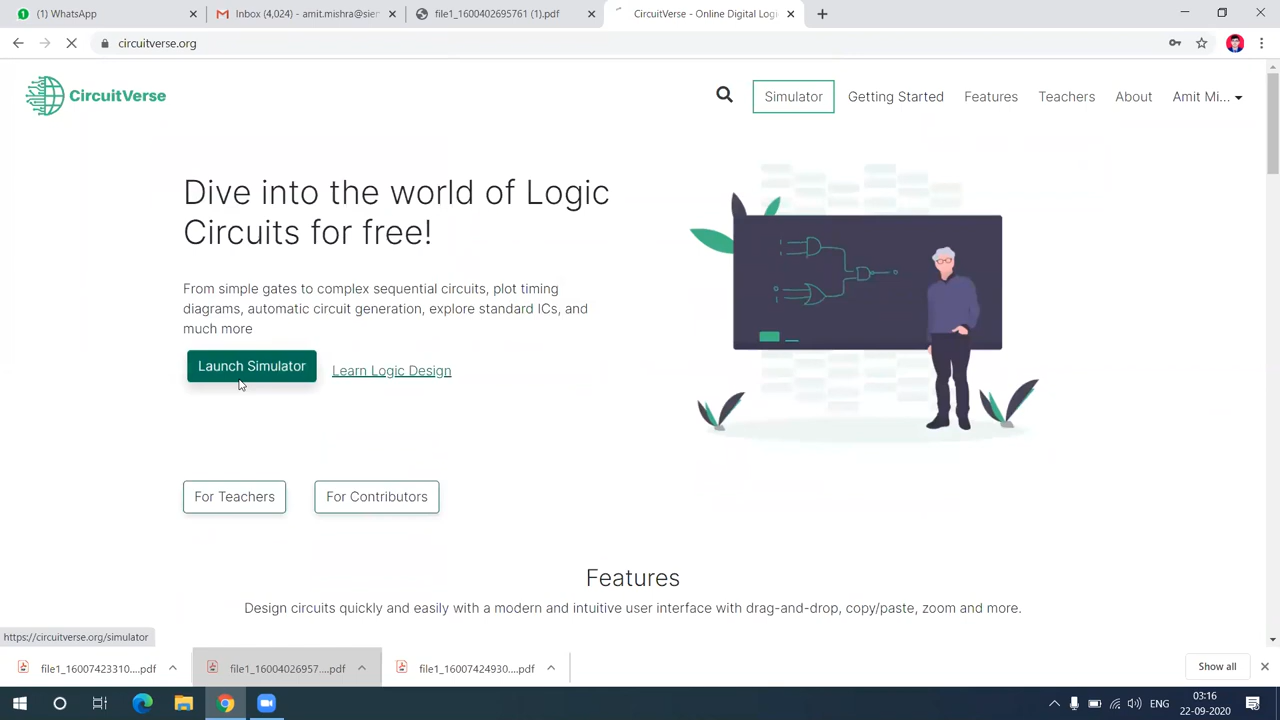 (1) WhatsApp
Inbox (4,024) - amit.mishra@sier
file1_1600402695761 (1).pdf
CircuitVerse - Online Digital Log
circuitverse.org
CircuitVerse
Simulator
Getting Started
Features
Teachers
About
Amit Mi...
Dive into the world of Logic
Circuits for free!
From simple gates to complex sequential circuits, plot timing
diagrams, automatic circuit generation, explore standard ICs, and
much more
Launch Simulator
Learn Logic Design
For Teachers
For Contributors
Features
Design circuits quickly and easily with a modern and intuitive user interface with drag-and-drop, copy/paste, zoom and more.
https://circuitverse.org/simulator
file1_16007423310....pdf
file1_16004026957....pdf
file1_16007424930....pdf
Show all
ENG
03:16
22-09-2020